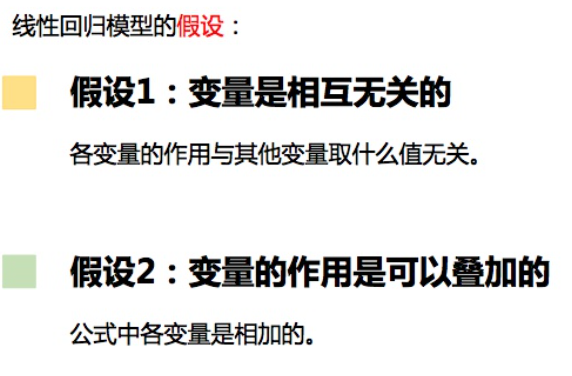 线性回归模型的假设：
假设1：变量是相互无关的
各变量的作用与其他变量取什么值无关。
假设2：变量的作用是可以叠加的
公式中各变量是相加的。